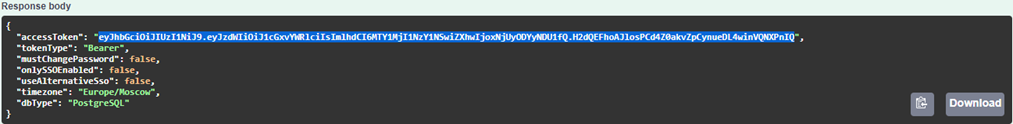 Response body
{
  "accessToken": "eyJhbGciOiJIUzI1NiJ9.eyJzdWIiOiJ1cGxvYWRlciIsImlhdCI6MTY1MjI1NzY1NSwiZXhwIjoxNjUyODYyNDU1fQ.H2dQEFhoAJlosPCd4Z0akvZpCynueDL4winVQNXPnIQ",
  "tokenType": "Bearer",
  "mustChangePassword": false,
  "onlySSOEnabled": false,
  "useAlternativeSso": false,
  "timezone": "Europe/Moscow",
  "dbType": "PostgreSQL"
}
Download